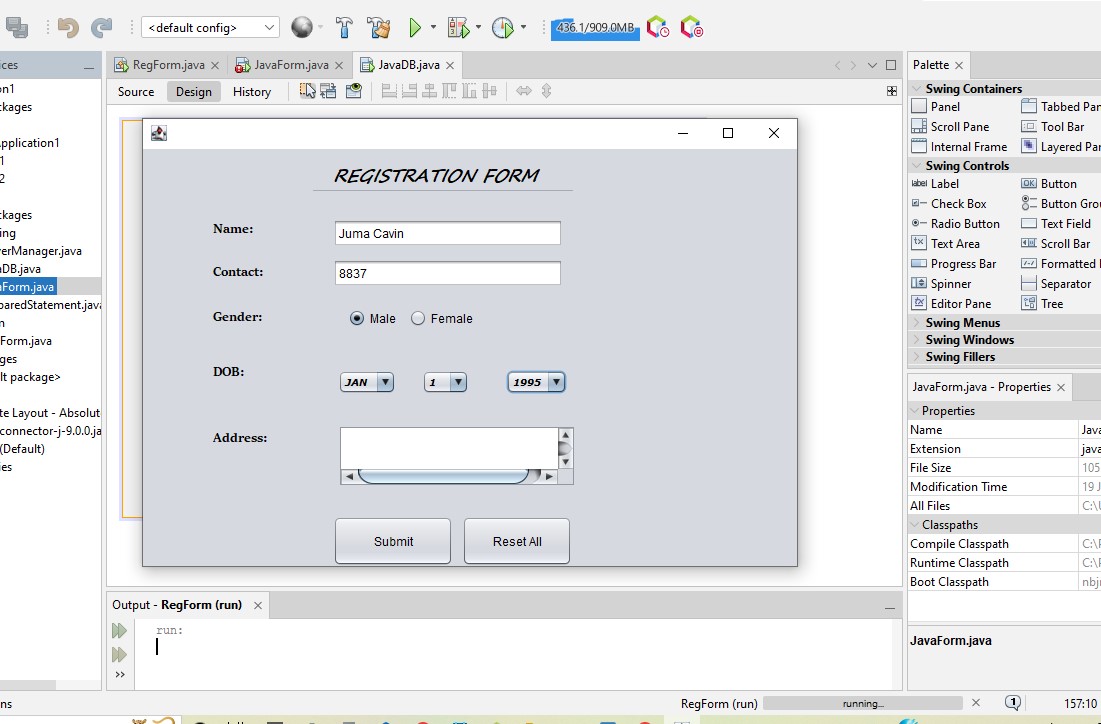 <default config>
436.1/909.0MB
ces
RegForm.java
JavaForm.java
JavaDB.java
Palette
Source Design History
on1
ckages
Application1
1
2
ckages
ing
verManager.java
aDB.java
aForm.java
paredStatement.java
n
Form.java
ges
lt package>
te Layout - Absolut
connector-j-9.0.0.ja
(Default)
ies
REGISTRATION FORM
Name: Juma Cavin
Contact: 8837
Gender: Male Female
DOB: JAN 1 1995
Address:
Submit Reset All
Swing Containers
Panel Tabbed Pan
Scroll Pane Tool Bar
Internal Frame Layered Pa
Swing Controls
label Label OK Button
Check Box Button Gro
Radio Button Text Field
Text Area Scroll Bar
Progress Bar Formatted
Spinner Separator
Editor Pane Tree
Swing Menus
Swing Windows
Swing Fillers
JavaForm.java - Properties
Properties
Name Java
Extension java
File Size 105
Modification Time 19 J
All Files C:\U
Classpaths
Compile Classpath C:\P
Runtime Classpath C:\P
Boot Classpath nbjr
JavaForm.java
Output - RegForm (run)
run:
ns
RegForm (run) running... 1 157:10